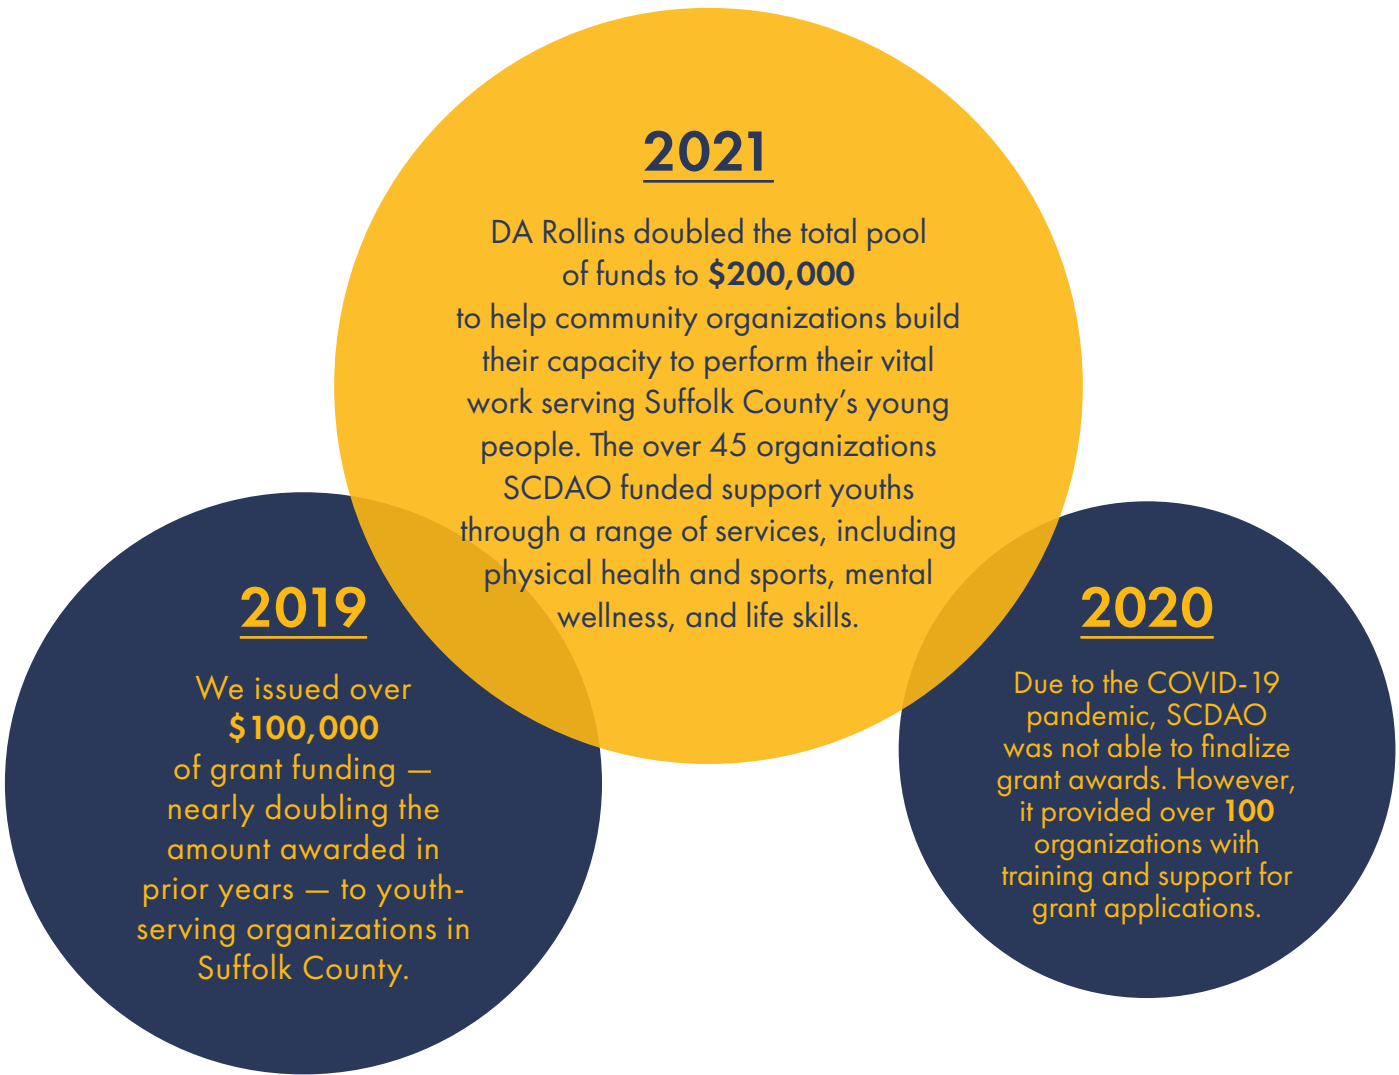 2021
DA Rollins doubled the total pool
of funds to $200,000
to help community organizations build
their capacity to perform their vital
work serving Suffolk County’s young
people. The over 45 organizations
SCDAO funded support youths
through a range of services, including
physical health and sports, mental
wellness, and life skills.
2019
We issued over
$100,000
of grant funding —
nearly doubling the
amount awarded in
prior years — to youth-
serving organizations in
Suffolk County.
2020
Due to the COVID-19
pandemic, SCDAO
was not able to finalize
grant awards. However,
it provided over 100
organizations with
training and support for
grant applications.